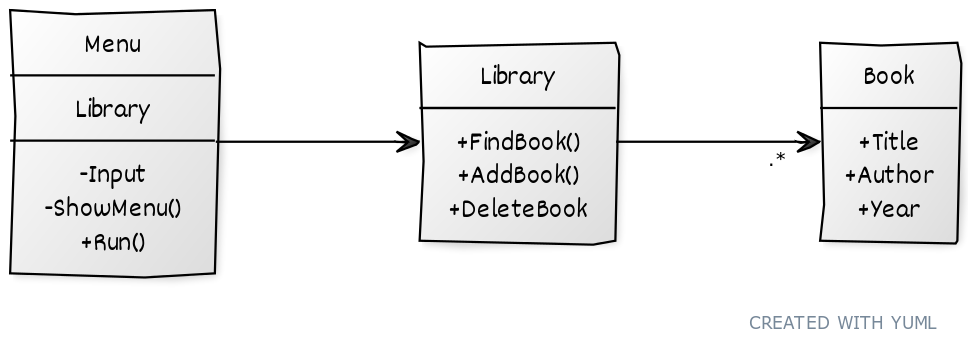 Menu
Library
-Input
-ShowMenu()
+Run()
Library
+FindBook()
+AddBook()
+DeleteBook
.*
Book
+Title
+Author
+Year
CREATED WITH YUML